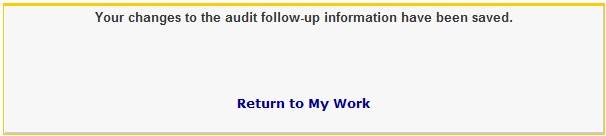 Your changes to the audit follow-up information have been saved.
Return to My Work